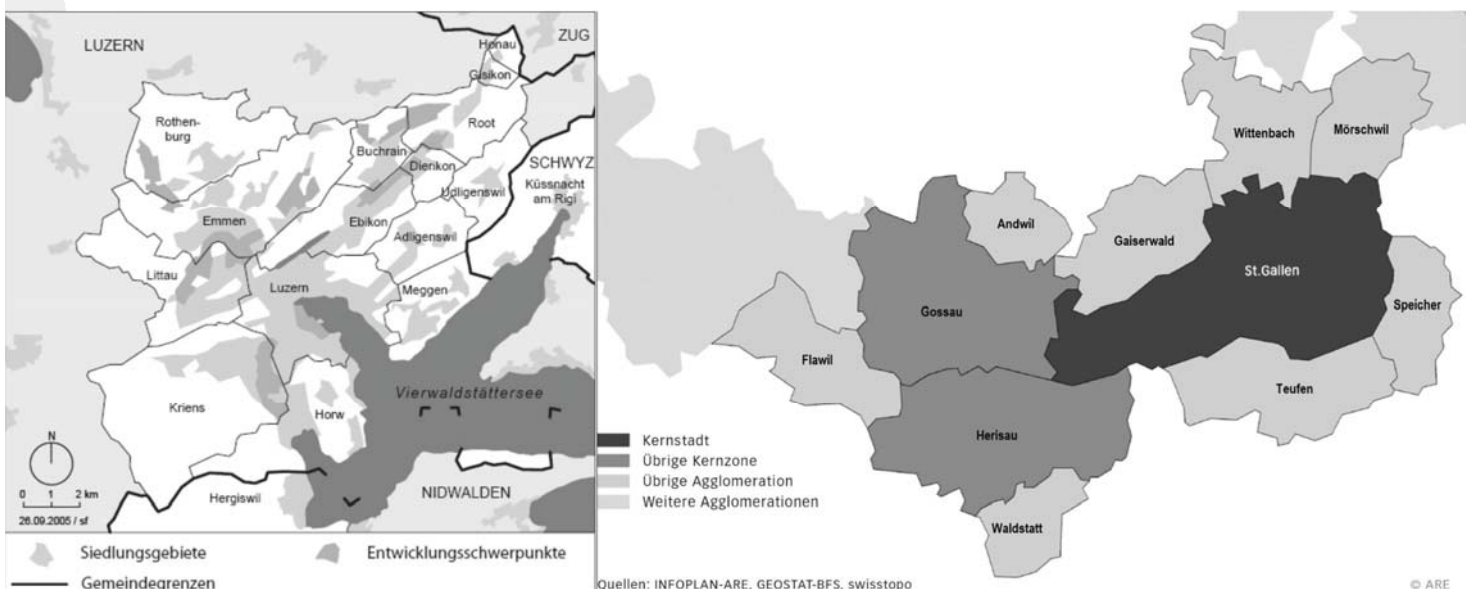 LUZERN
ZUG
Honau
Gisikon
Rothen-
burg
Root
Buchrain
Dierikon
SCHWYZ
Udligenswil
Küssnacht
am Rigi
Emmen
Ebikon
Adligenswil
Littau
Luzern
Meggen
Vierwaldstättersee
Kriens
Horw
N
0 1 2 km
26.09.2005 / sf
Hergiswil
NIDWALDEN
Siedlungsgebiete
Entwicklungsschwerpunkte
Gemeindegrenzen
Wittenbach
Mörschwil
Andwil
Gaiserwald
St.Gallen
Gossau
Speicher
Flawil
Teufen
Herisau
Waldstatt
Kernstadt
Übrige Kernzone
Übrige Agglomeration
Weitere Agglomerationen
Quellen: INFOPLAN-ARE, GEOSTAT-BFS, swisstopo
© ARE